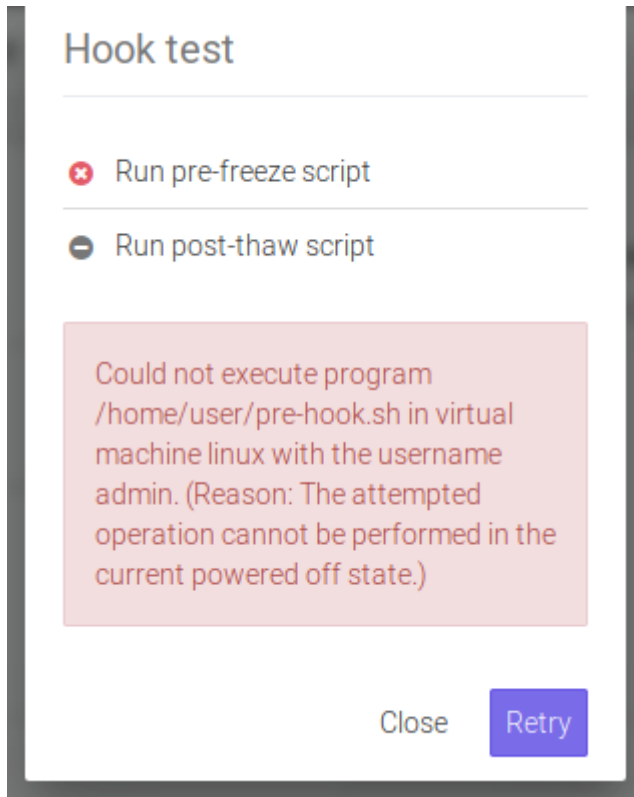 Hook test
Run pre-freeze script
Run post-thaw script
Could not execute program
/home/user/pre-hook.sh in virtual
machine linux with the username
admin. (Reason: The attempted
operation cannot be performed in the
current powered off state.)
Close
Retry